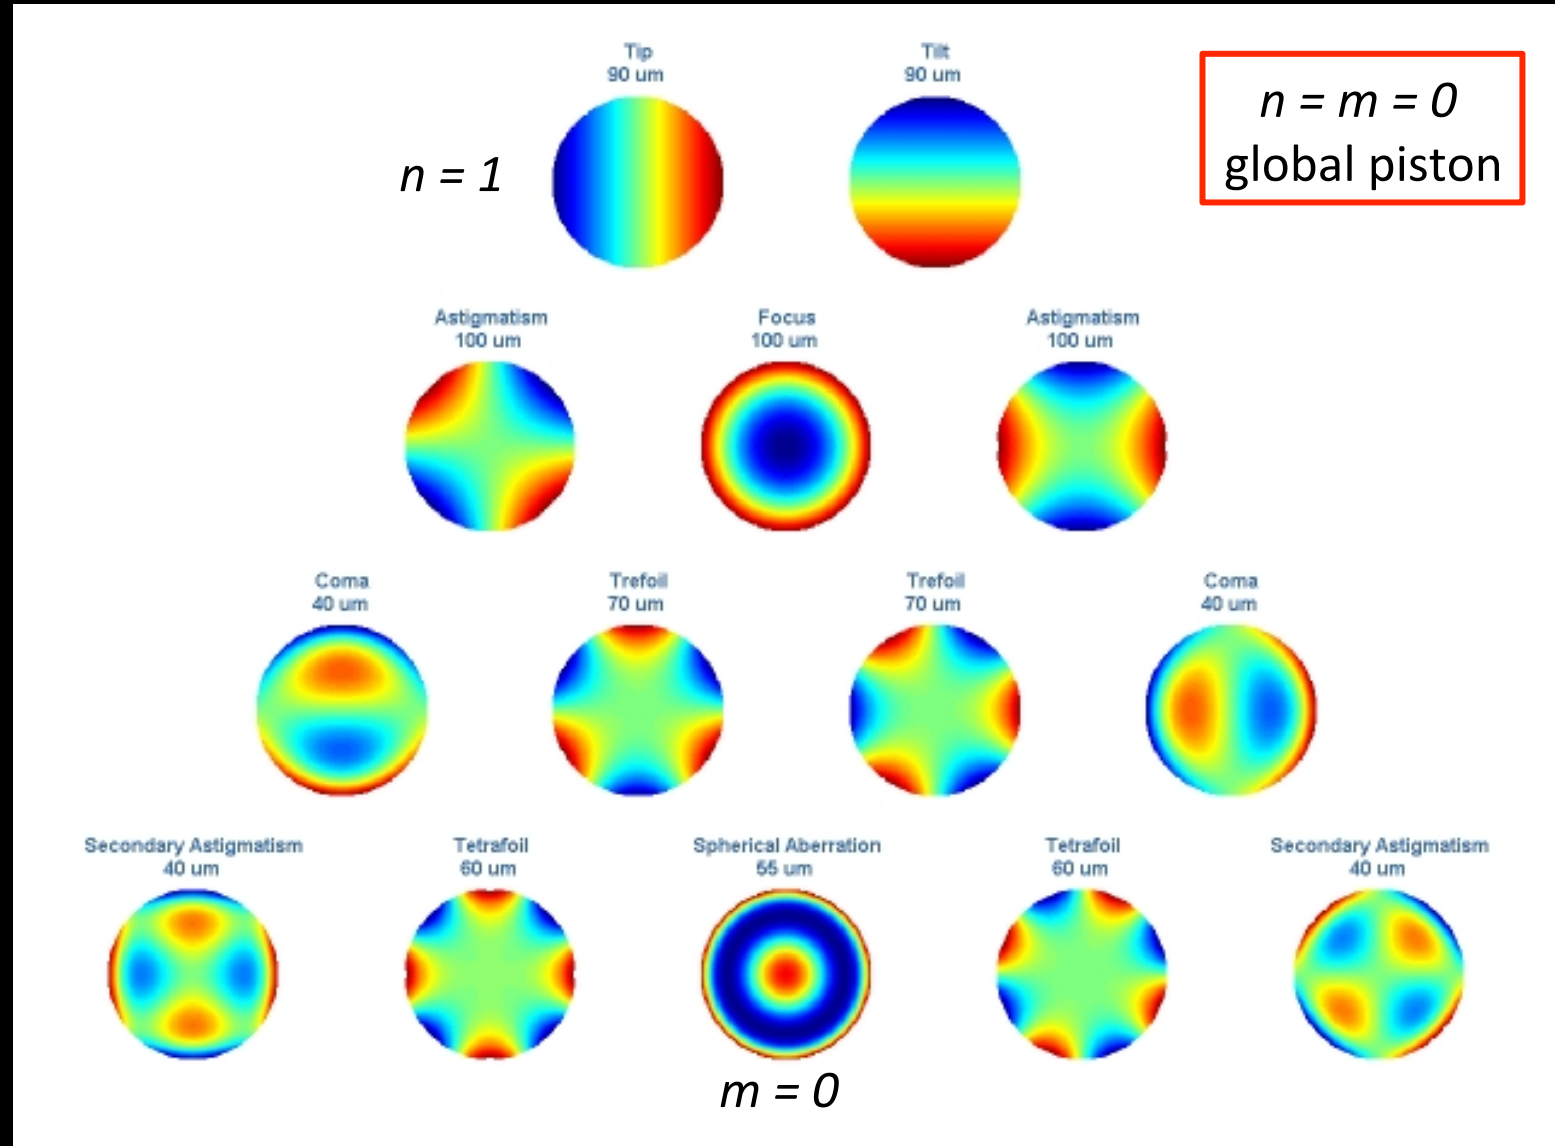 Tip
90 um
Tilt
90 um
n = m = 0
global piston
n = 1
Astigmatism
100 um
Focus
100 um
Astigmatism
100 um
Coma
40 um
Trefoil
70 um
Trefoil
70 um
Coma
40 um
Secondary Astigmatism
40 um
Tetrafoil
60 um
Spherical Aberration
55 um
Tetrafoil
60 um
Secondary Astigmatism
40 um
m = 0